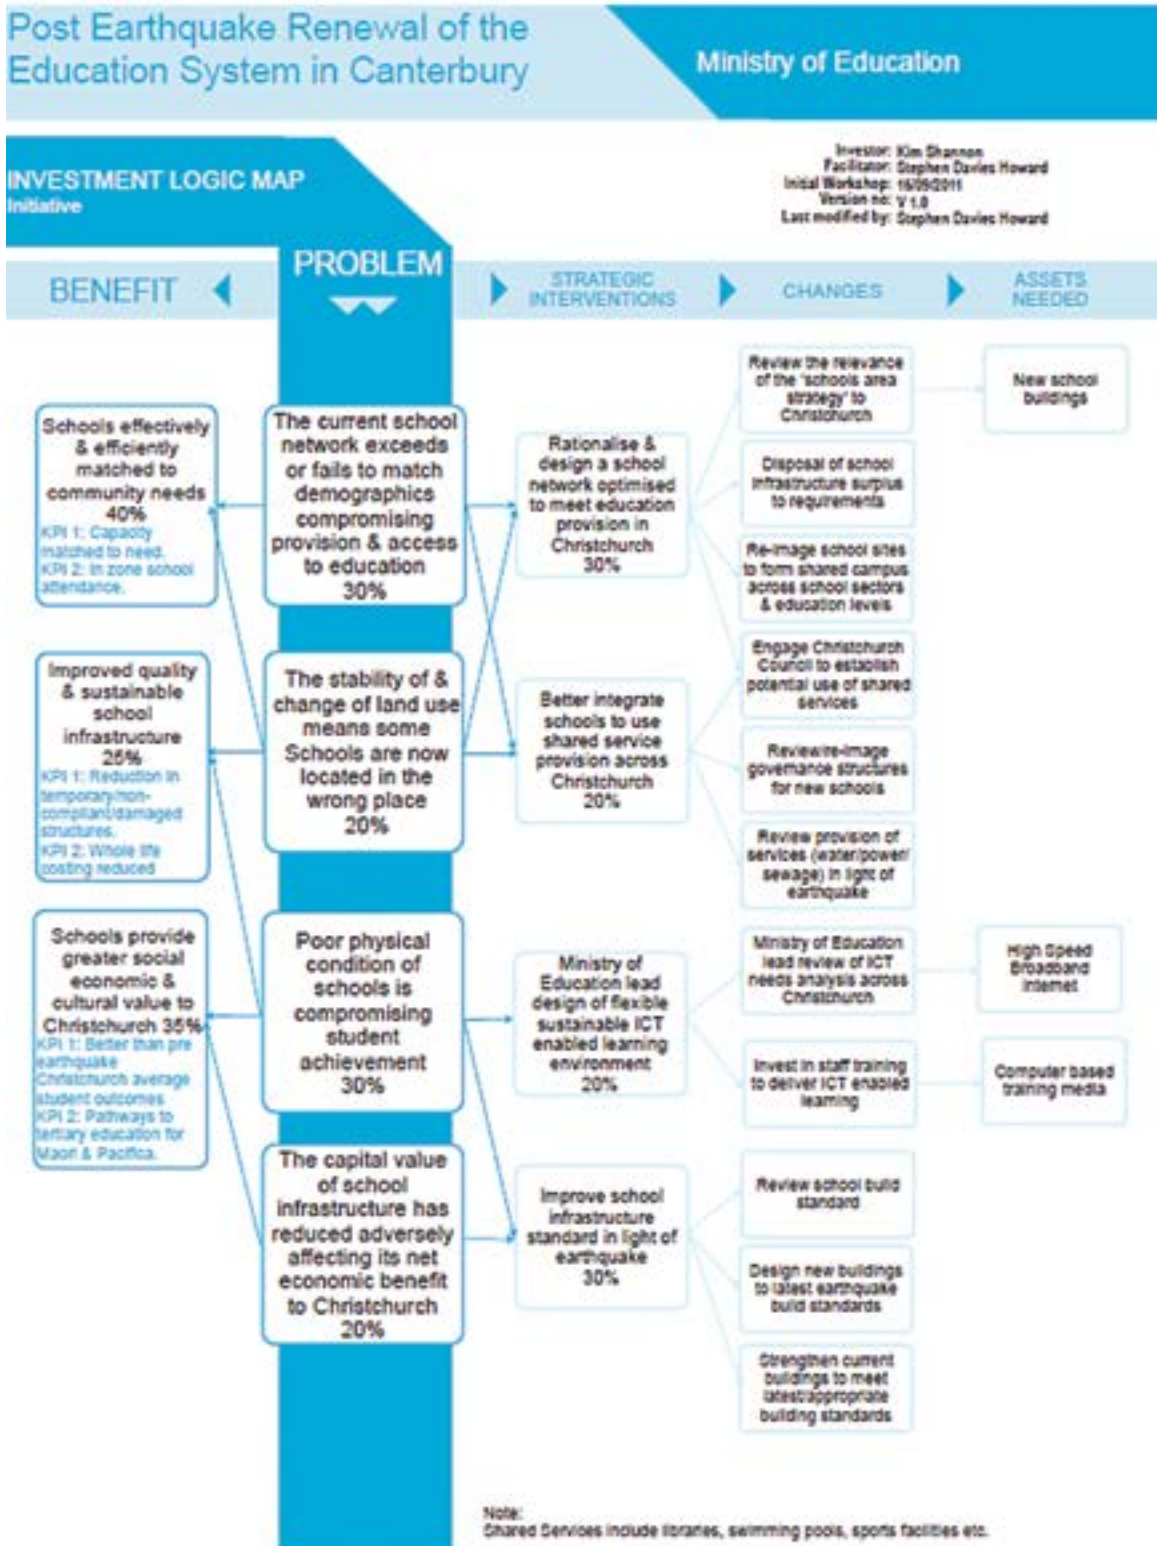 Post Earthquake Renewal of the
Education System in Canterbury
Ministry of Education
INVESTMENT LOGIC MAP
Initiative
Investor: Kim Shannon
Facilitator: Stephen Davies Howard
Initial Workshop: 16/09/2011
Version no: V 1.0
Last modified by: Stephen Davies Howard
BENEFIT
PROBLEM
STRATEGIC
INTERVENTIONS
CHANGES
ASSETS
NEEDED
Schools effectively
& efficiently
matched to
community needs
40%
KPI 1: Capacity
matched to need.
KPI 2: In zone school
attendance.
Improved quality
& sustainable
school
infrastructure
25%
KPI 1: Reduction in
temporary/non-
compliant/damaged
structures.
KPI 2: Whole life
costing reduced
Schools provide
greater social
economic &
cultural value to
Christchurch 35%
KPI 1: Better than pre
earthquake
Christchurch average
student outcomes
KPI 2: Pathways to
tertiary education for
Maori & Pacifica.
The current school
network exceeds
or fails to match
demographics
compromising
provision & access
to education
30%
The stability of &
change of land use
means some
Schools are now
located in the
wrong place
20%
Poor physical
condition of
schools is
compromising
student
achievement
30%
The capital value
of school
infrastructure has
reduced adversely
affecting its net
economic benefit
to Christchurch
20%
Rationalise &
design a school
network optimised
to meet education
provision in
Christchurch
30%
Better integrate
schools to use
shared service
provision across
Christchurch
20%
Ministry of
Education lead
design of flexible
sustainable ICT
enabled learning
environment
20%
Improve school
infrastructure
standard in light of
earthquake
30%
Review the relevance
of the 'schools area
strategy' to
Christchurch
Disposal of school
infrastructure surplus
to requirements
Re-image school sites
to form shared campus
across school sectors
& education levels
Engage Christchurch
Council to establish
potential use of shared
services
Review/re-image
governance structures
for new schools
Review provision of
services (water/power/
sewage) in light of
earthquake
Ministry of Education
lead review of ICT
needs analysis across
Christchurch
Invest in staff training
to deliver ICT enabled
learning
Review school build
standard
Design new buildings
to latest earthquake
build standards
Strengthen current
buildings to meet
latest/appropriate
building standards
New school
buildings
High Speed
Broadband
Internet
Computer based
training media
Note:
Shared Services include libraries, swimming pools, sports facilities etc.